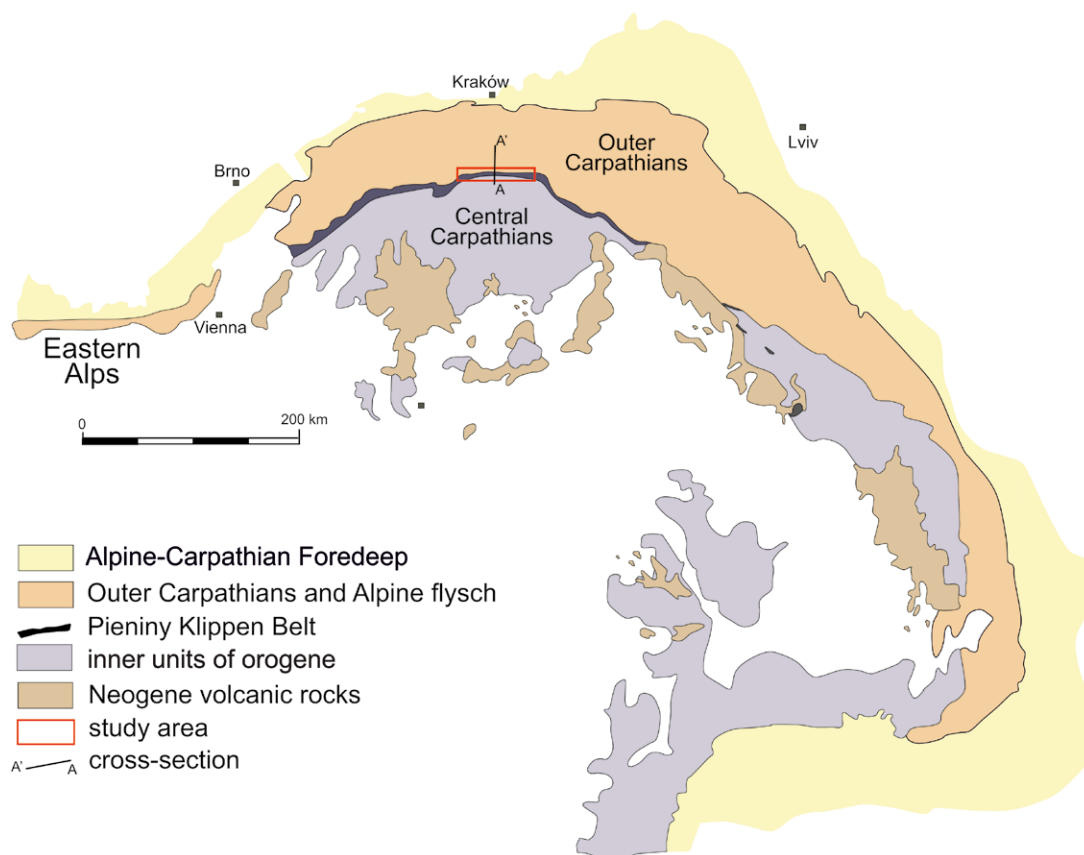 Kraków
Lviv
A'
Outer
Carpathians
Brno
A
Central
Carpathians
Vienna
Eastern
Alps
0
200 km
Alpine-Carpathian Foredeep
Outer Carpathians and Alpine flysch
Pieniny Klippen Belt
inner units of orogene
Neogene volcanic rocks
study area
A' A cross-section